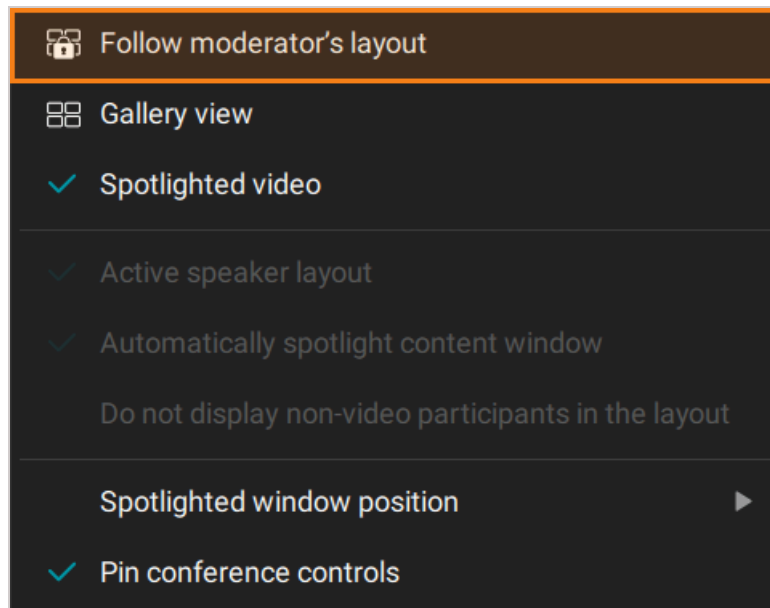 Follow moderator’s layout
Gallery view
Spotlighted video
Active speaker layout
Automatically spotlight content window
Do not display non-video participants in the layout
Spotlighted window position
Pin conference controls